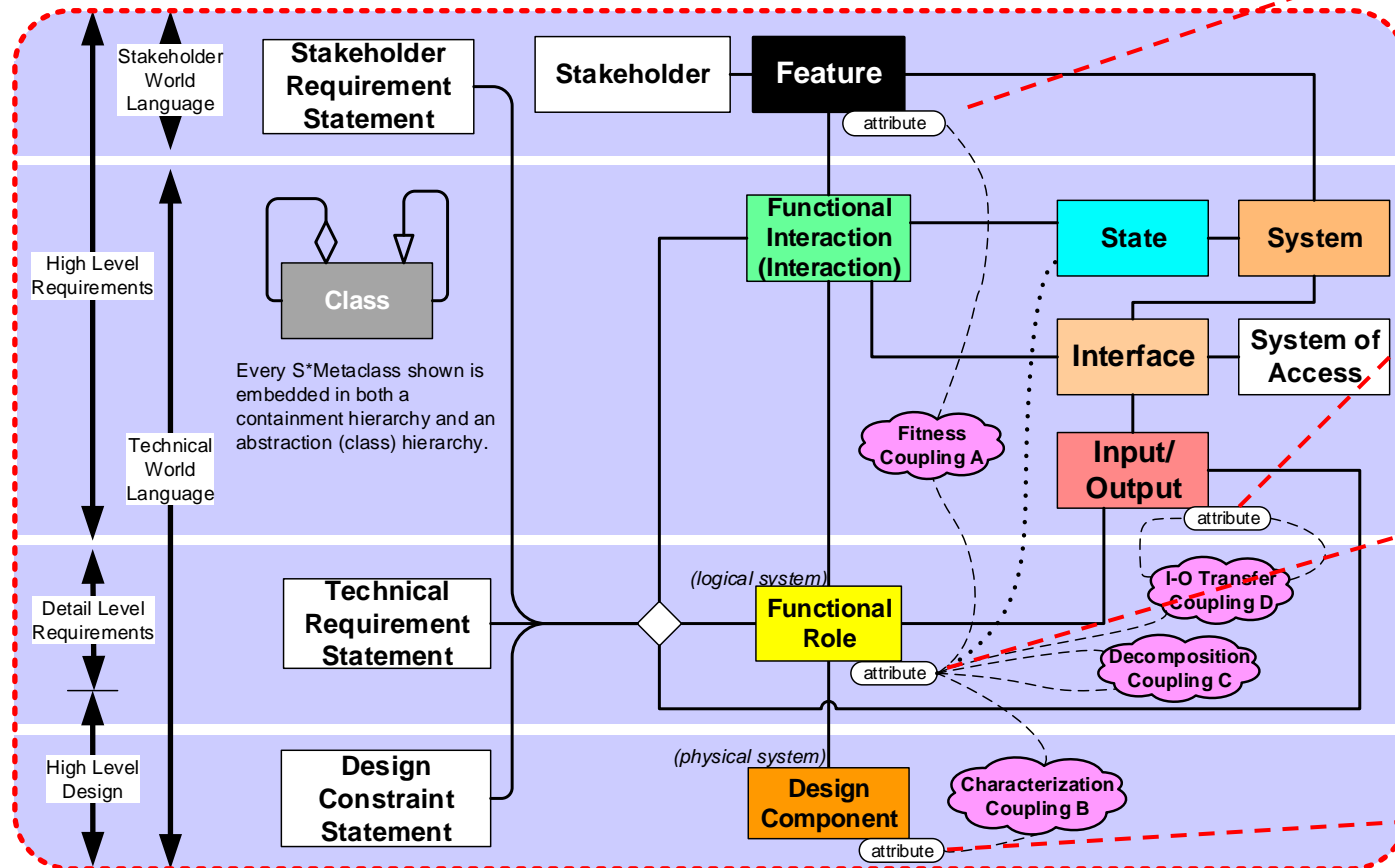 Stakeholder
World
Language
Stakeholder
Requirement
Statement
Stakeholder
Feature
attribute
High Level
Requirements
Technical
World
Language
Class
Every S*Metaclass shown is
embedded in both a
containment hierarchy and an
abstraction (class) hierarchy.
Functional
Interaction
(Interaction)
State
System
Interface
System of
Access
Fitness
Coupling A
Input/
Output
attribute
Detail Level
Requirements
Technical
Requirement
Statement
(logical system)
Functional
Role
attribute
I-O Transfer
Coupling D
Decomposition
Coupling C
High Level
Design
Design
Constraint
Statement
(physical system)
Design
Component
attribute
Characterization
Coupling B